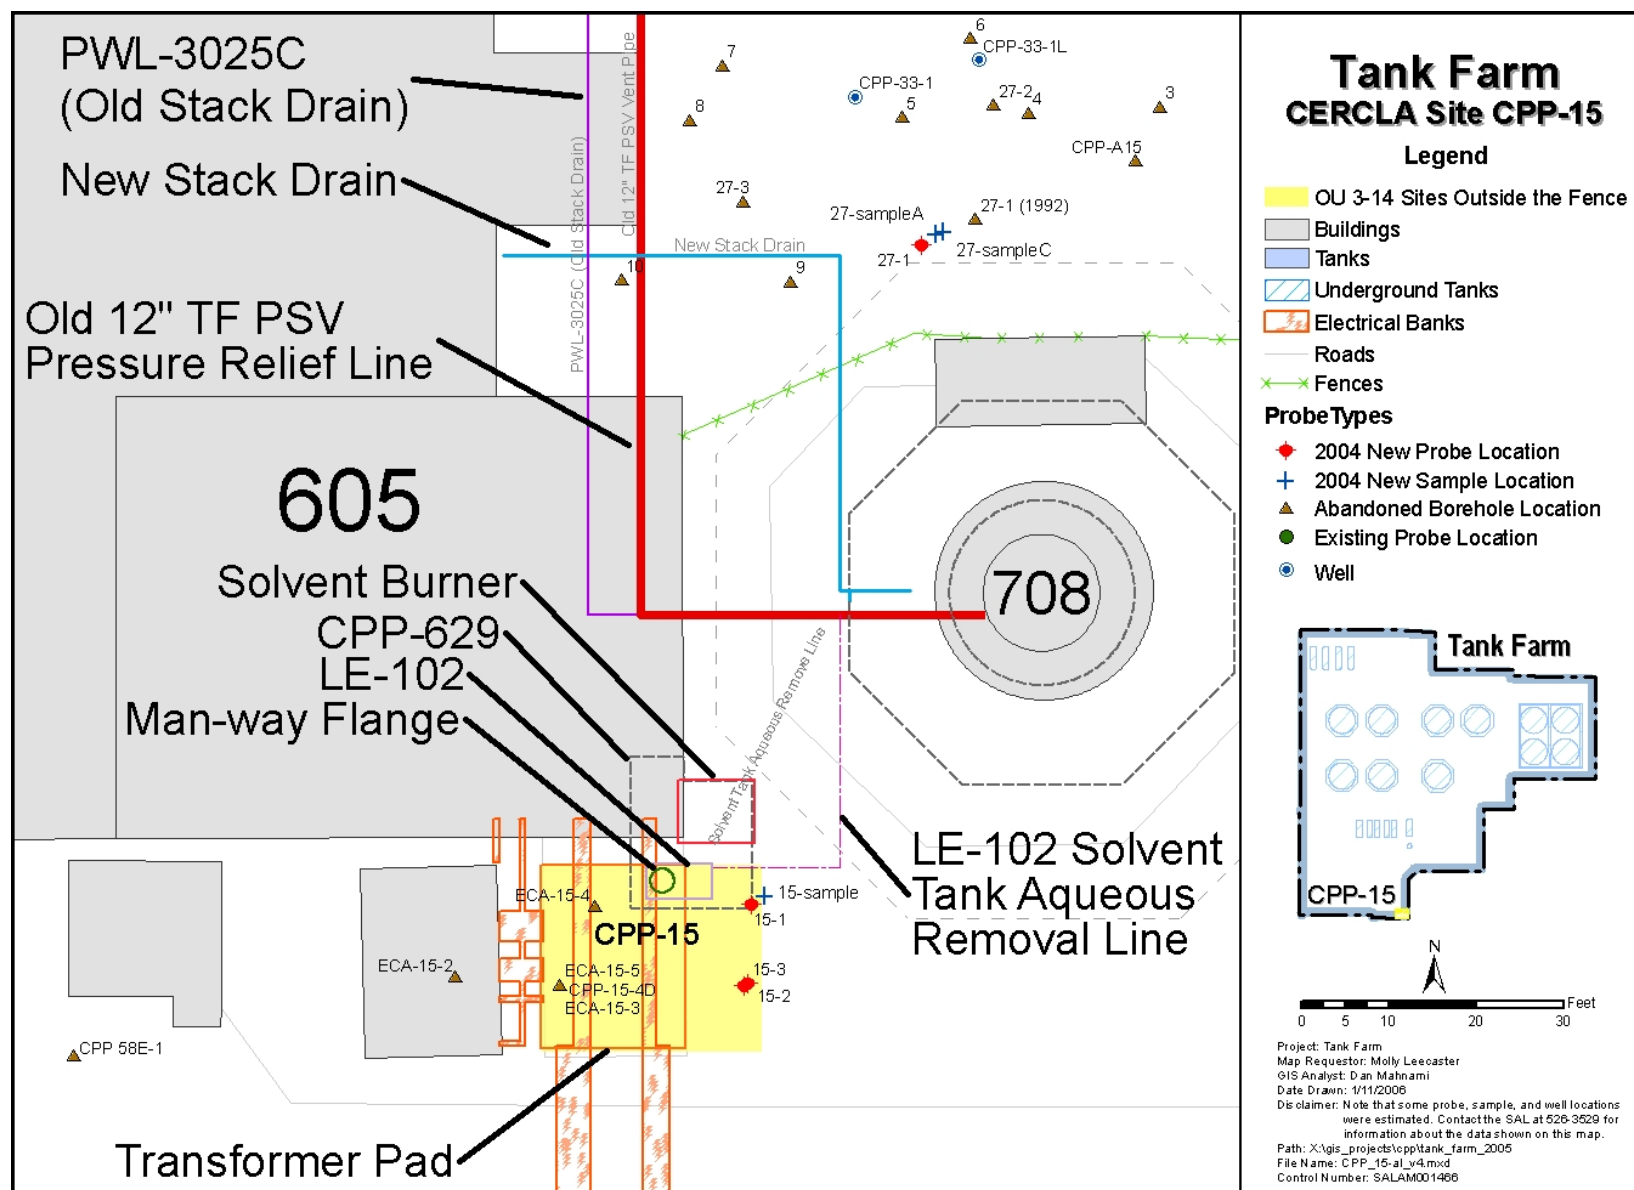 PWL-3025C
(Old Stack Drain)
New Stack Drain
Old 12" TF PSV
Pressure Relief Line
605
Solvent Burner
CPP-629
LE-102
Man-way Flange
Transformer Pad
LE-102 Solvent
Tank Aqueous
Removal Line
708
PWL-3025C (Old Stack Drain)
Old 12" TF PSV Vent Pipe
New Stack Drain
Solvent Tank Aqueous Remove Line
6
CPP-33-1L
7
CPP-33-1
8
5
27-2
4
3
CPP-A15
27-3
27-sampleA
27-1 (1992)
27-1
27-sampleC
10
9
ECA-15-4
15-sample
15-1
CPP-15
ECA-15-2
ECA-15-5
CPP-15-4D
ECA-15-3
15-3
15-2
CPP 58E-1
Tank Farm
CERCLA Site CPP-15
Legend
OU 3-14 Sites Outside the Fence
Buildings
Tanks
Underground Tanks
Electrical Banks
Roads
Fences
Probe Types
2004 New Probe Location
2004 New Sample Location
Abandoned Borehole Location
Existing Probe Location
Well
Tank Farm
CPP-15
N
Feet
0 5 10 20 30
Project: Tank Farm
Map Requestor: Molly Leecaster
GIS Analyst: Dan Mahnami
Date Drawn: 1/11/2006
Disclaimer: Note that some probe, sample, and well locations
were estimated. Contact the SAL at 526-3529 for
information about the data shown on this map.
Path: X:\gis_projects\cpp\tank_farm_2005
File Name: CPP_15-al_v4.mxd
Control Number: SALAM001466